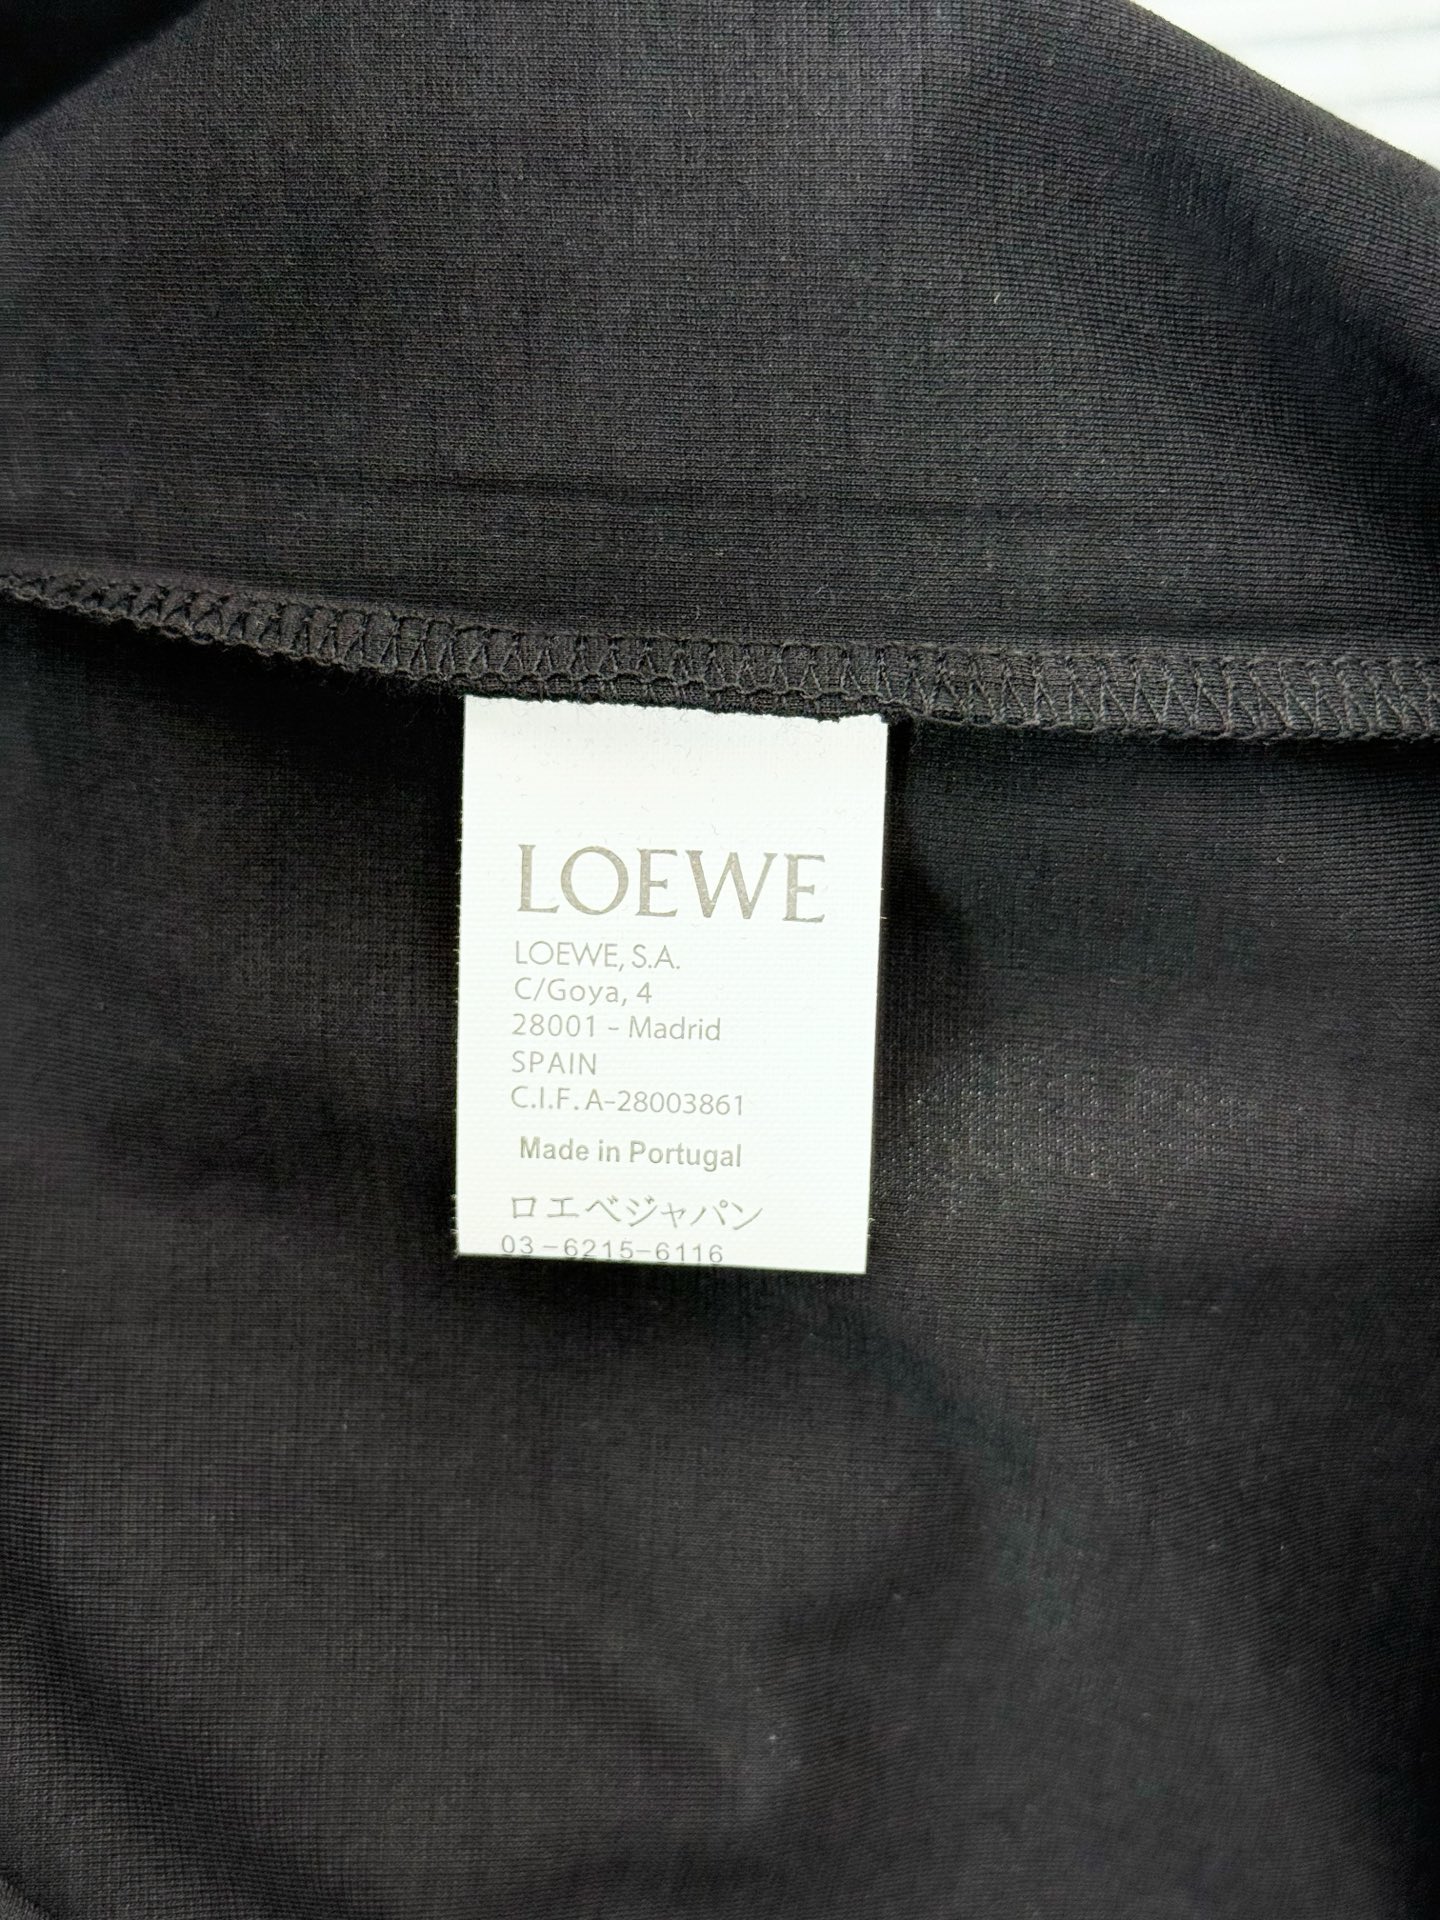 LOEWE
LOEWE, S.A.
C/Goya, 4
28001 - Madrid
SPAIN
C.I.F. A-28003861
Made in Portugal
ロエベジャパン
03-6215-6116